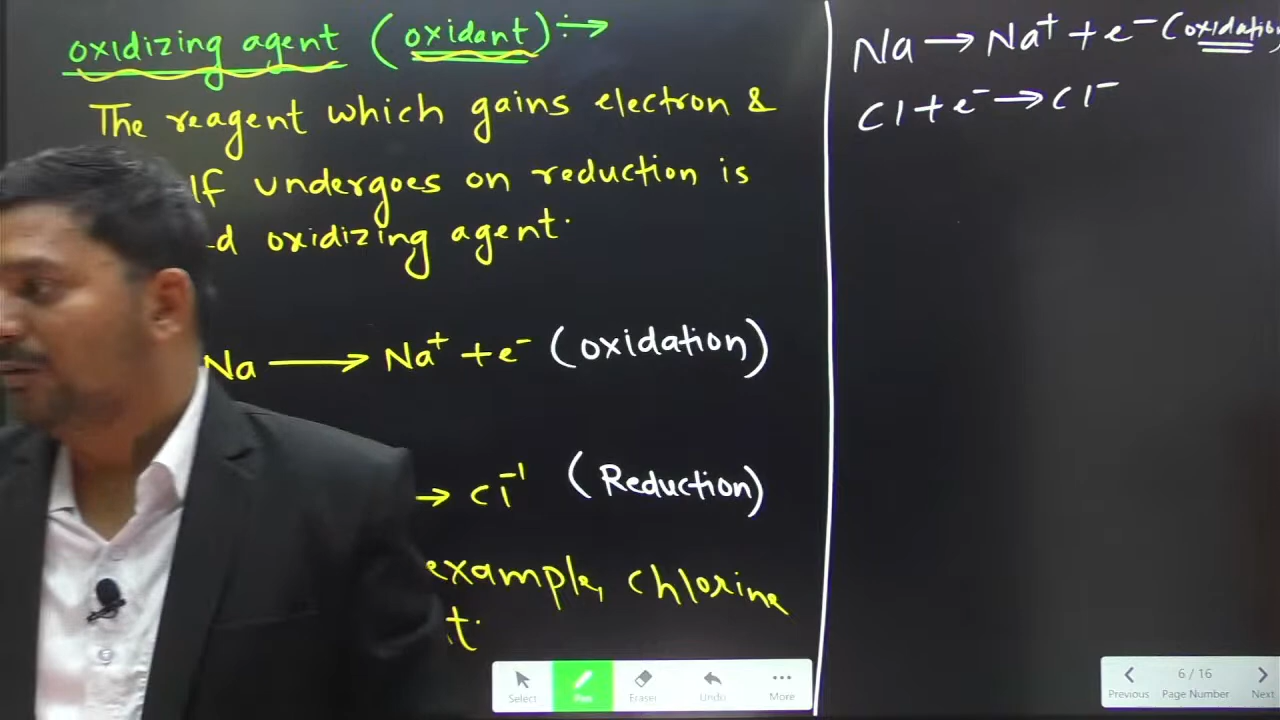 oxidizing agent (oxidant) :→
The reagent which gains electron &
lf undergoes on reduction is
d oxidizing agent.
Na ⟶ Na⁺ + e⁻ (oxidation)
→ Cl⁻¹ (Reduction)
example, chlorine
t.
Na → Na⁺ + e⁻ (oxidation
Cl + e⁻ → Cl⁻
Select
Pen
Eraser
Undo
More
Previous
6 / 16
Page Number
Next